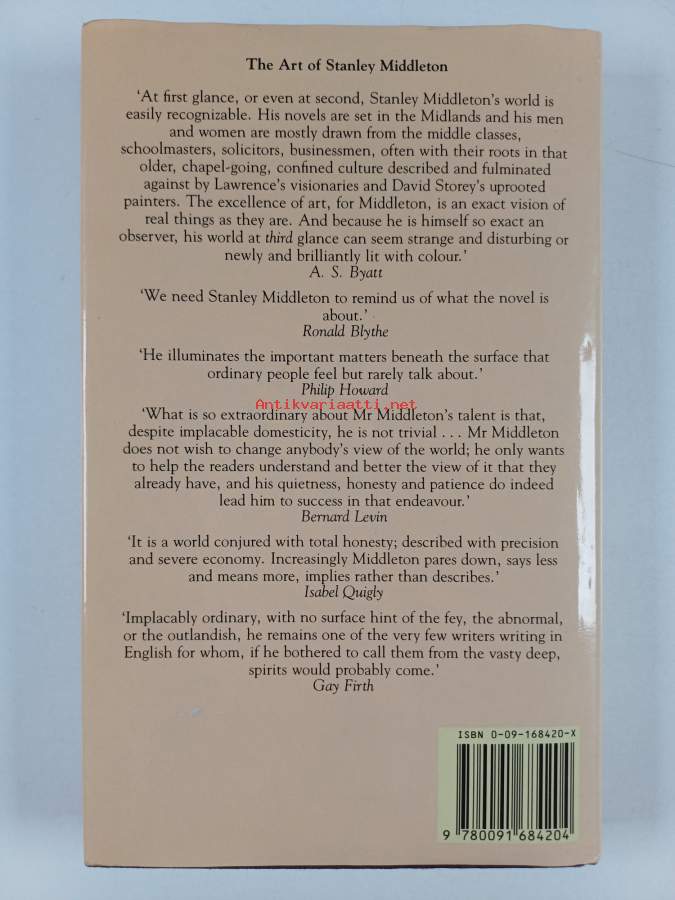 The Art of Stanley Middleton
‘At first glance, or even at second, Stanley Middleton’s world is
easily recognizable. His novels are set in the Midlands and his men
and women are mostly drawn from the middle classes,
schoolmasters, solicitors, businessmen, often with their roots in that
older, chapel-going, confined culture described and fulminated
against by Lawrence’s visionaries and David Storey’s uprooted
painters. The excellence of art, for Middleton, is an exact vision of
real things as they are. And because he is himself so exact an
observer, his world at third glance can seem strange and disturbing or
newly and brilliantly lit with colour.’
A. S. Byatt
‘We need Stanley Middleton to remind us of what the novel is
about.’
Ronald Blythe
‘He illuminates the important matters beneath the surface that
ordinary people feel but rarely talk about.’
Philip Howard
Antikvariaatti.net
‘What is so extraordinary about Mr Middleton’s talent is that,
despite implacable domesticity, he is not trivial . . . Mr Middleton
does not wish to change anybody’s view of the world; he only wants
to help the readers understand and better the view of it that they
already have, and his quietness, honesty and patience do indeed
lead him to success in that endeavour.’
Bernard Levin
‘It is a world conjured with total honesty; described with precision
and severe economy. Increasingly Middleton pares down, says less
and means more, implies rather than describes.’
Isabel Quigly
‘Implacably ordinary, with no surface hint of the fey, the abnormal,
or the outlandish, he remains one of the very few writers writing in
English for whom, if he bothered to call them from the vasty deep,
spirits would probably come.’
Gay Firth
ISBN 0-09-168420-X
9 780091 684204